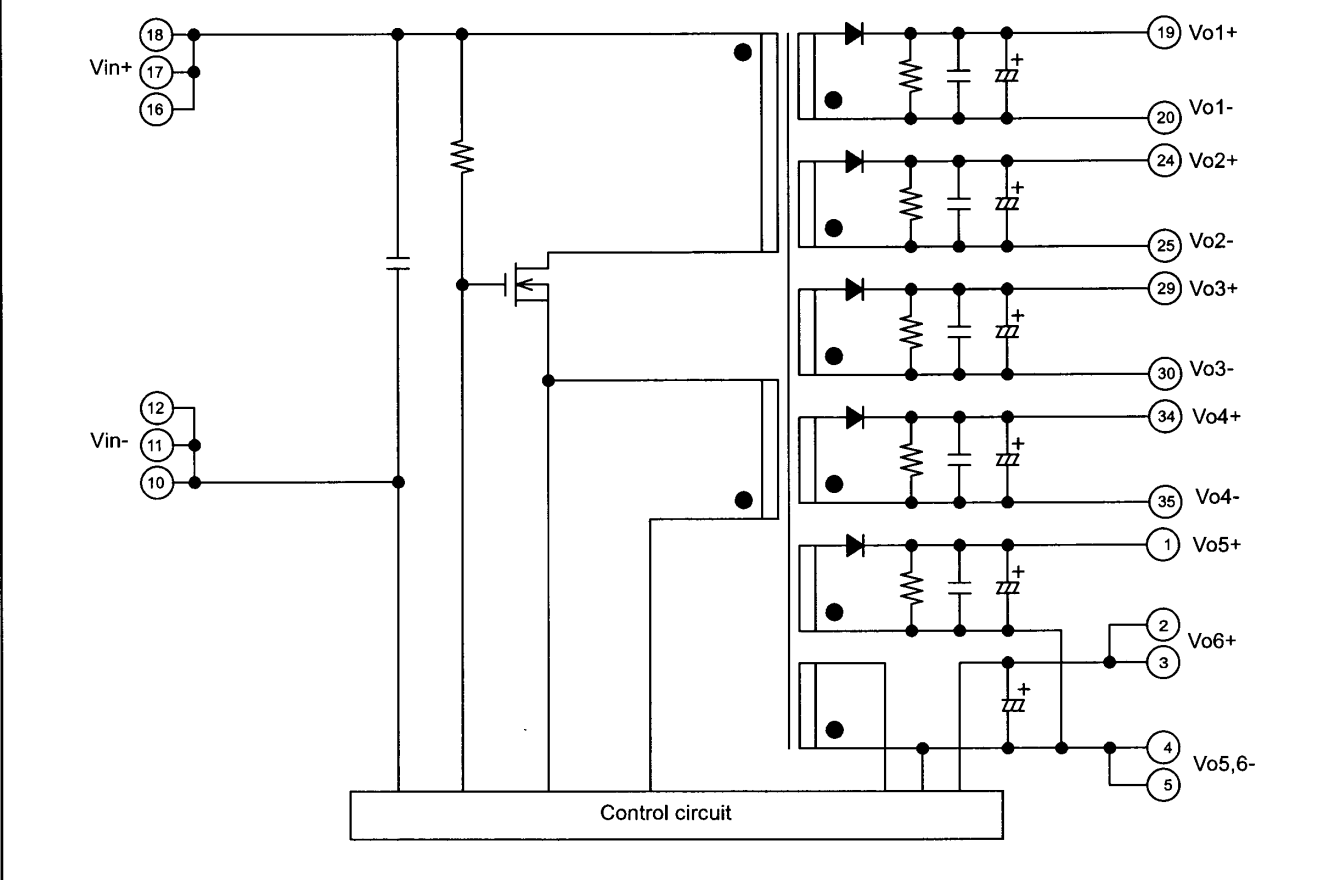 18
Vin+ 17
16
12
Vin- 11
10
19 Vo1+
20 Vo1-
24 Vo2+
25 Vo2-
29 Vo3+
30 Vo3-
34 Vo4+
35 Vo4-
1 Vo5+
2
Vo6+
3
4
Vo5,6-
5
+
+
+
+
+
+
Control circuit